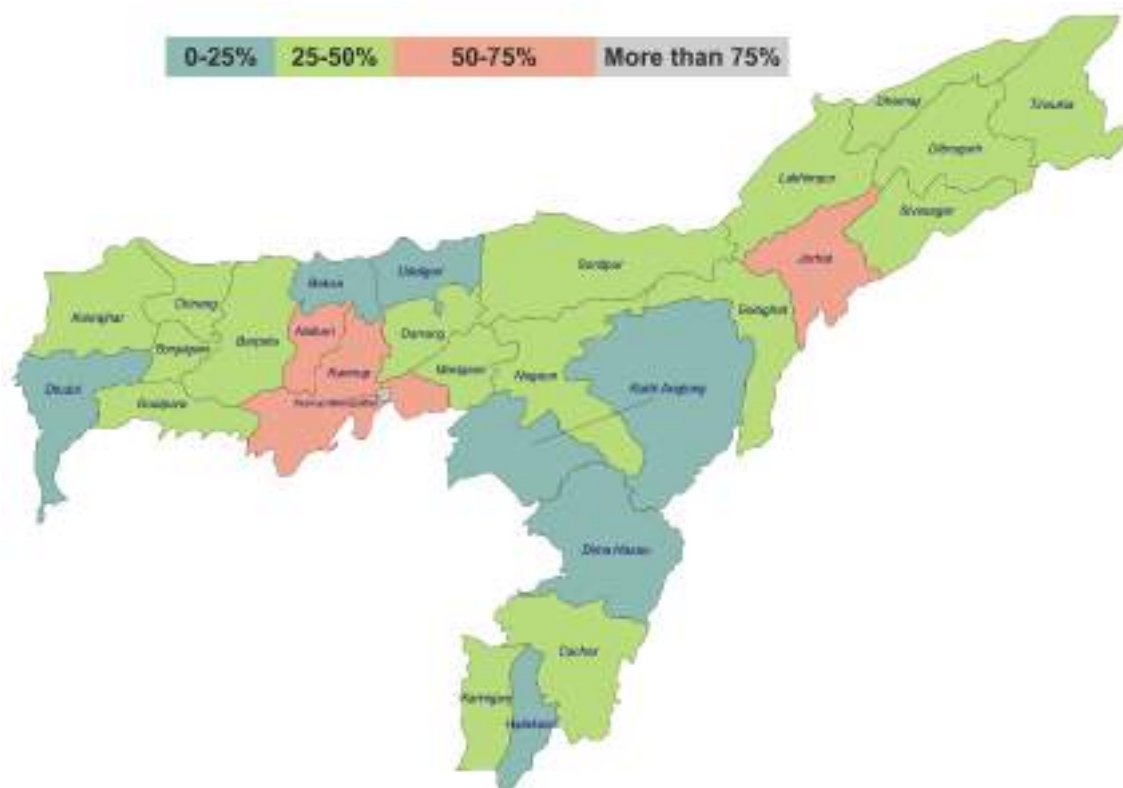 0-25% 25-50% 50-75% More than 75%
Dhemaji
Tinsukia
Dibrugarh
Lakhimpur
Sivasagar
Jorhat
Sonitpur
Udalguri
Baksa
Kokrajhar
Chirang
Barpeta
Nalbari
Darrang
Golaghat
Bongaigaon
Kamrup
Morigaon
Nagaon
Dhubri
Goalpara
Karbi Anglong
Dima Hasao
Cachar
Karimganj
Hailakandi